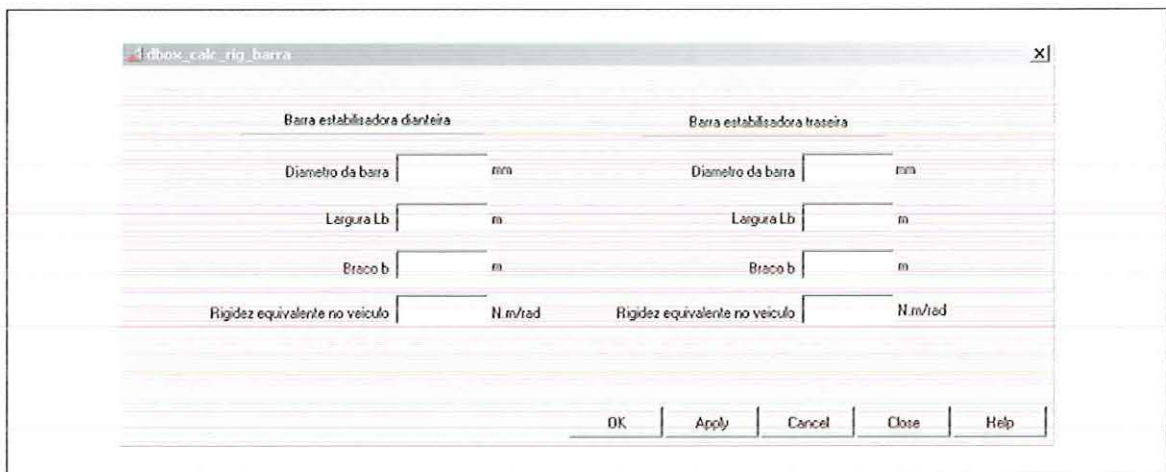 dbox_calc_rig_barra
Barra estabilisadora dianteira
Barra estabilisadora traseira
Diametro da barra mm
Diametro da barra mm
Largura Lb m
Largura Lb m
Braco b m
Braco b m
Rigidez equivalente no veiculo N.m/rad
Rigidez equivalente no veiculo N.m/rad
OK Apply Cancel Close Help